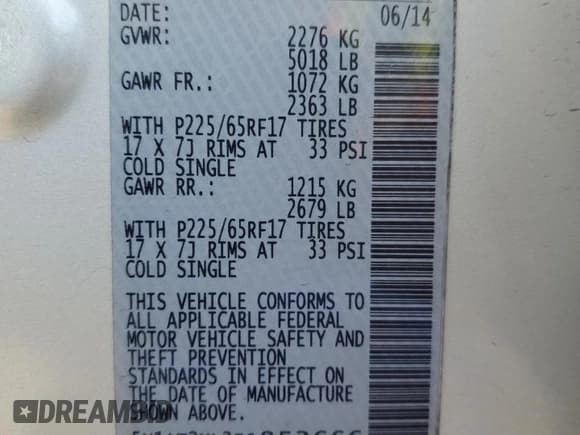 DATE: 06/14
GVWR: 2276 KG
5018 LB
GAWR FR.: 1072 KG
2363 LB
WITH P225/65RF17 TIRES
17 X 7J RIMS AT 33 PSI
COLD SINGLE
GAWR RR.: 1215 KG
2679 LB
WITH P225/65RF17 TIRES
17 X 7J RIMS AT 33 PSI
COLD SINGLE
THIS VEHICLE CONFORMS TO
ALL APPLICABLE FEDERAL
MOTOR VEHICLE SAFETY AND
THEFT PREVENTION
STANDARDS IN EFFECT ON
THE DATE OF MANUFACTURE
SHOWN ABOVE.
DREAMRIDE